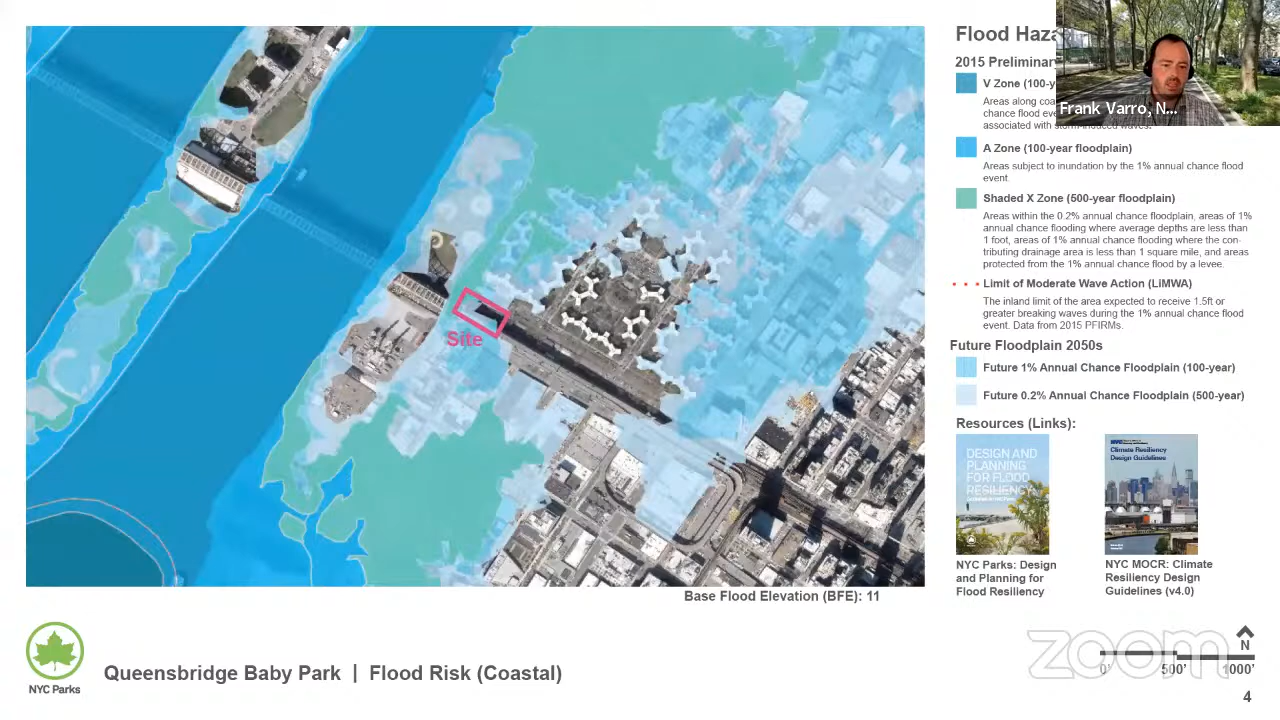 Flood Haza
2015 Preliminary
V Zone (100-y
Areas along coa
chance flood eve
associated with storm-induced waves.
Frank Varro, N...
A Zone (100-year floodplain)
Areas subject to inundation by the 1% annual chance flood
event.
Shaded X Zone (500-year floodplain)
Areas within the 0.2% annual chance floodplain, areas of 1%
annual chance flooding where average depths are less than
1 foot, areas of 1% annual chance flooding where the con-
tributing drainage area is less than 1 square mile, and areas
protected from the 1% annual chance flood by a levee.
Limit of Moderate Wave Action (LiMWA)
The inland limit of the area expected to receive 1.5ft or
greater breaking waves during the 1% annual chance flood
event. Data from 2015 PFIRMs.
Future Floodplain 2050s
Future 1% Annual Chance Floodplain (100-year)
Future 0.2% Annual Chance Floodplain (500-year)
Resources (Links):
DESIGN AND
PLANNING
FOR FLOOD
RESILIENCY
Climate Resiliency
Design Guidelines
NYC Parks: Design
and Planning for
Flood Resiliency
NYC MOCR: Climate
Resiliency Design
Guidelines (v4.0)
Site
Base Flood Elevation (BFE): 11
NYC Parks
Queensbridge Baby Park | Flood Risk (Coastal)
zoom
N
0' 500' 1000'
4